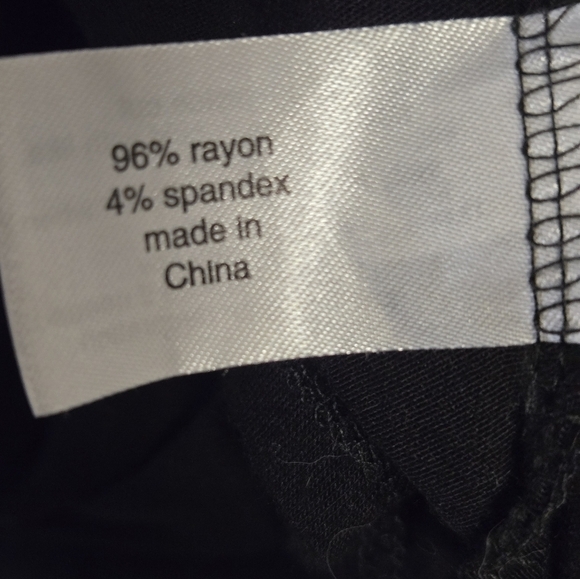 96% rayon
4% spandex
made in
China